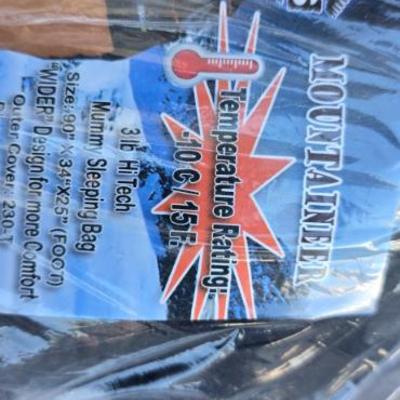 MOUNTAINEER
Temperature Rating:
-10 C / 15 F.
3 lb Hi Tech
Mummy Sleeping Bag
Size: 90" X 34"X25" (FOOT)
"WIDER" Design for more Comfort
Outer Cover: 230-T